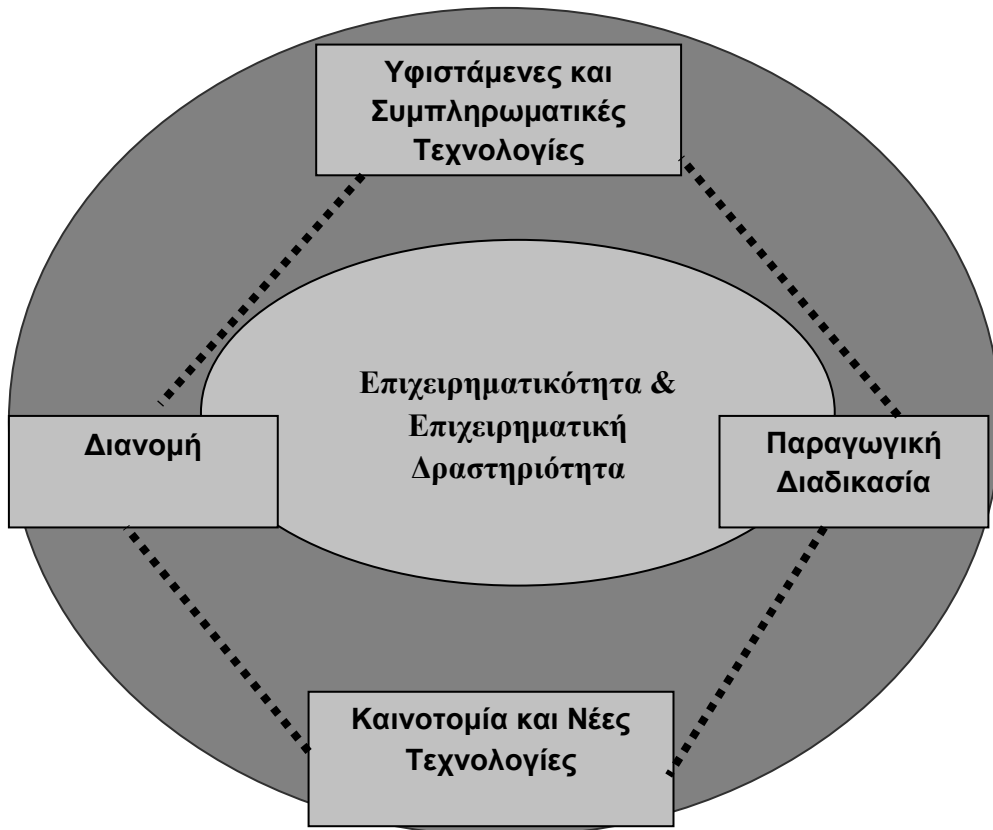 Υφιστάμενες και
Συμπληρωματικές
Τεχνολογίες
Επιχειρηματικότητα &
Επιχειρηματική
Δραστηριότητα
Διανομή
Παραγωγική
Διαδικασία
Καινοτομία και Νέες
Τεχνολογίες